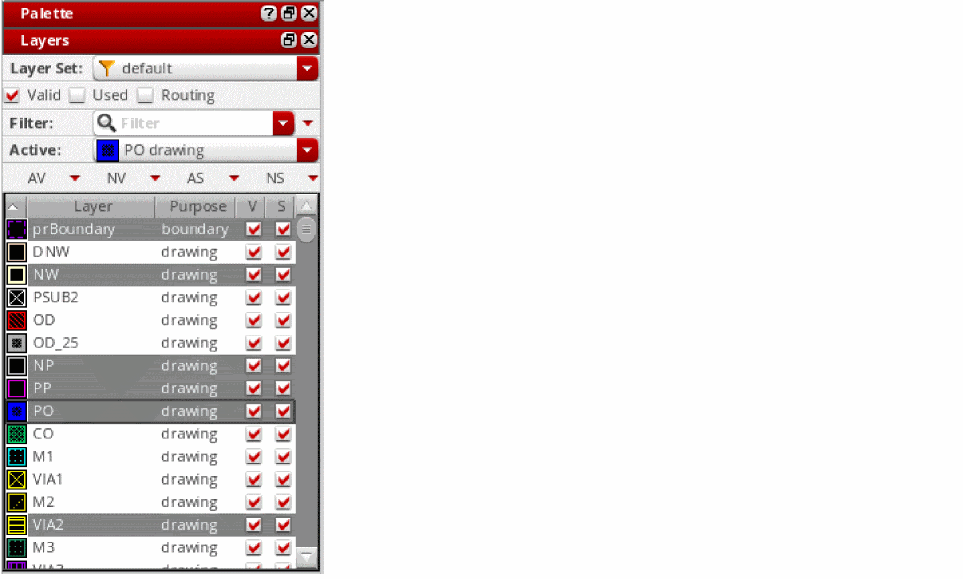 Palette
Layers
Layer Set: default
Valid Used Routing
Filter: Filter
Active: PO drawing
AV NV AS NS
Layer Purpose V S
prBoundary boundary
DNW drawing
NW drawing
PSUB2 drawing
OD drawing
OD_25 drawing
NP drawing
PP drawing
PO drawing
CO drawing
M1 drawing
VIA1 drawing
M2 drawing
VIA2 drawing
M3 drawing
VIA3 drawing